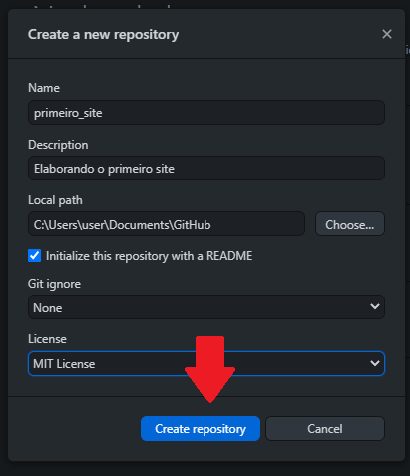 Create a new repository
Name
primeiro_site
Description
Elaborando o primeiro site
Local path
C:\Users\user\Documents\GitHub
Choose...
Initialize this repository with a README
Git ignore
None
License
MIT License
Create repository
Cancel